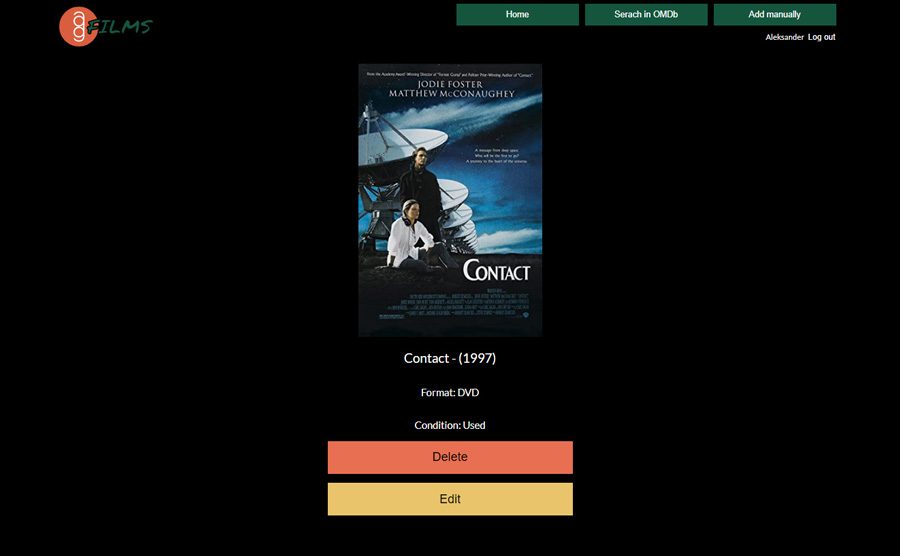 ag FILMS
Home
Serach in OMDb
Add manually
Aleksander Log out
From the Academy Award®-Winning Director of "Forrest Gump" and Pulitzer Prize-Winning Author of "Contact"
JODIE FOSTER
MATTHEW McCONAUGHEY
A message from deep space.
Who will be the first to go?
A journey to the heart of the universe.
CONTACT
Contact - (1997)
Format: DVD
Condition: Used
Delete
Edit